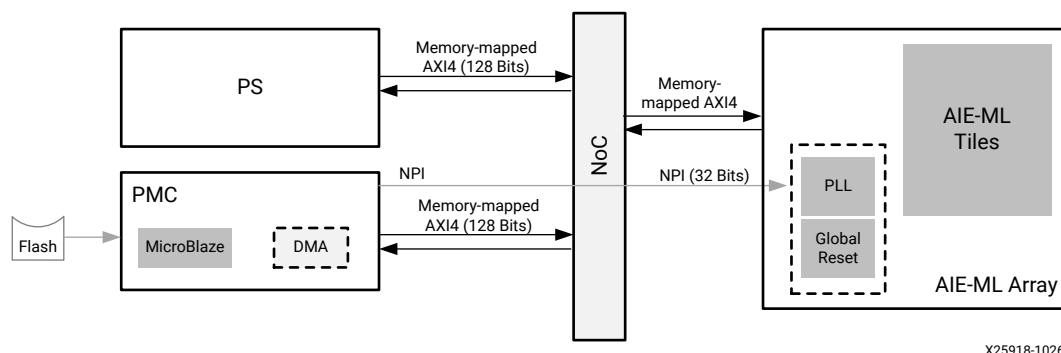 PS
Memory-mapped
AXI4 (128 Bits)
NoC
Memory-
mapped AXI4
AIE-ML
Tiles
Flash
PMC
MicroBlaze
DMA
NPI
Memory-mapped
AXI4 (128 Bits)
NPI (32 Bits)
PLL
Global
Reset
AIE-ML Array